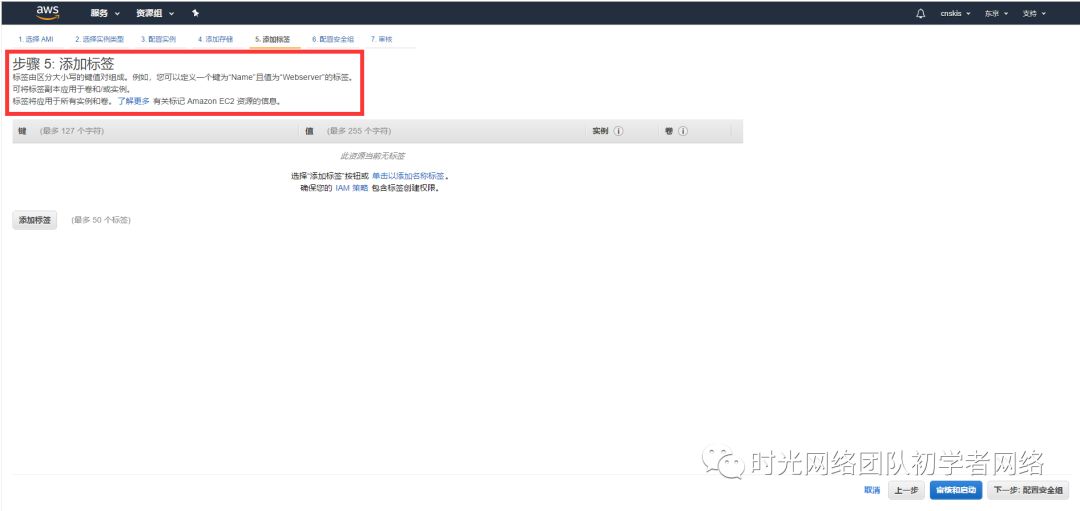 aws 服务 资源组 cnskis 东京 支持
1. 选择 AMI 2. 选择实例类型 3. 配置实例 4. 添加存储 5. 添加标签 6. 配置安全组 7. 审核
步骤 5: 添加标签
标签由区分大小写的键值对组成。例如，您可以定义一个键为“Name”且值为“Webserver”的标签。
可将标签副本应用于卷和/或实例。
标签将应用于所有实例和卷。 了解更多 有关标记 Amazon EC2 资源的信息。
键 (最多 127 个字符) 值 (最多 255 个字符) 实例 i 卷 i
此资源当前无标签
选择“添加标签”按钮或 单击以添加名称标签。
确保您的 IAM 策略 包含标签创建权限。
添加标签 (最多 50 个标签)
时光网络团队初学者网络
取消 上一步 审核和启动 下一步: 配置安全组